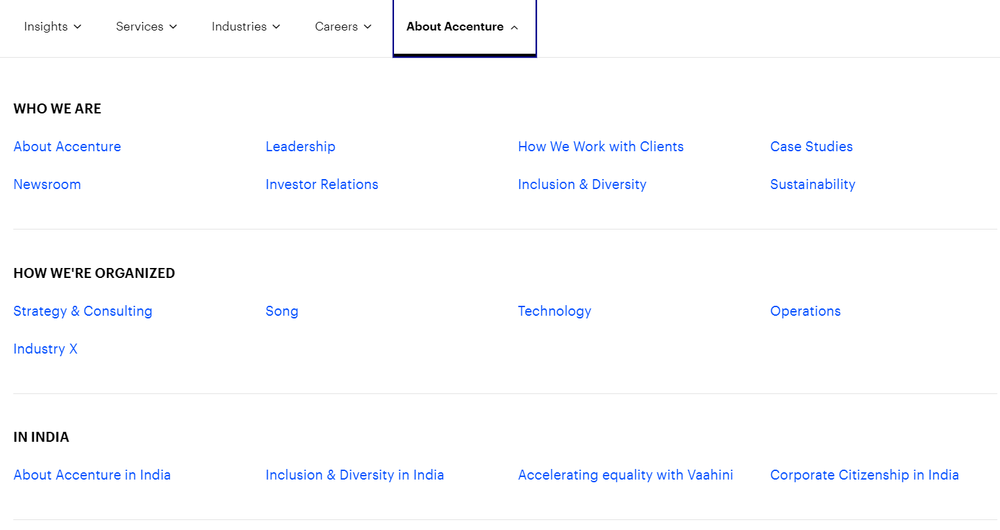 Insights Services Industries Careers About Accenture
WHO WE ARE
About Accenture Leadership How We Work with Clients Case Studies
Newsroom Investor Relations Inclusion & Diversity Sustainability
HOW WE'RE ORGANIZED
Strategy & Consulting Song Technology Operations
Industry X
IN INDIA
About Accenture in India Inclusion & Diversity in India Accelerating equality with Vaahini Corporate Citizenship in India